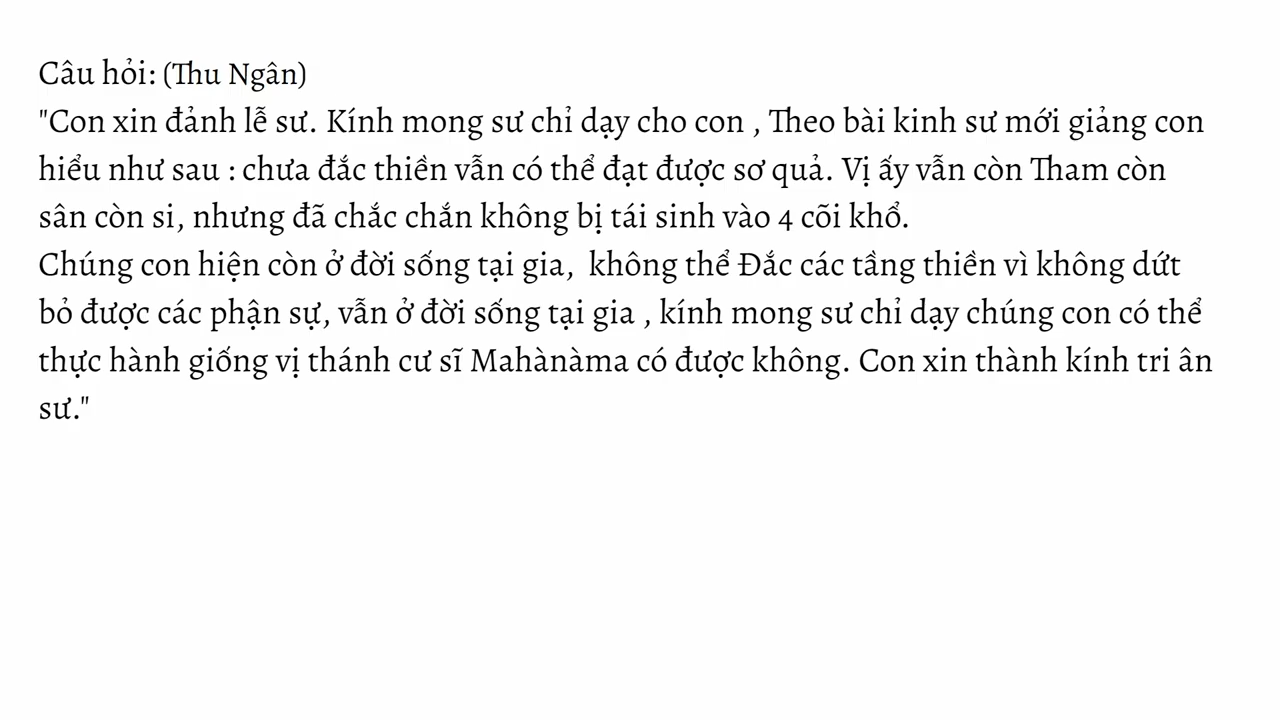 Câu hỏi: (Thu Ngân)
"Con xin đảnh lễ sư. Kính mong sư chỉ dạy cho con , Theo bài kinh sư mới giảng con
hiểu như sau : chưa đắc thiền vẫn có thể đạt được sơ quả. Vị ấy vẫn còn Tham còn
sân còn si, nhưng đã chắc chắn không bị tái sinh vào 4 cõi khổ.
Chúng con hiện còn ở đời sống tại gia,  không thể Đắc các tầng thiền vì không dứt
bỏ được các phận sự, vẫn ở đời sống tại gia , kính mong sư chỉ dạy chúng con có thể
thực hành giống vị thánh cư sĩ Mahànàma có được không. Con xin thành kính tri ân
sư."